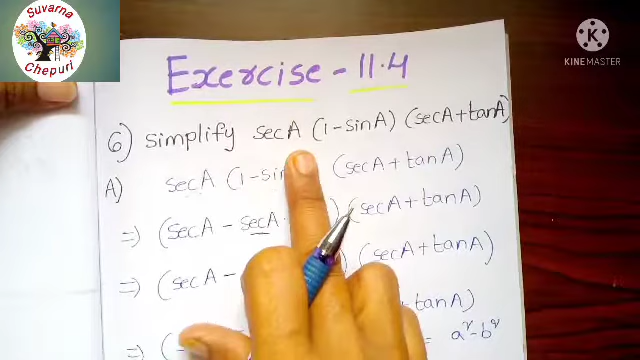 Suvarna
Chepuri
KINEMASTER
Exercise - 11.4
6) simplify secA (1-sinA) (secA+tanA)
A) secA (1-sin (secA+tanA)
⇒ (secA - secA. ) (secA+tanA)
⇒ (secA - ) (secA+tanA)
⇒ ( +tanA)
= a²-b²